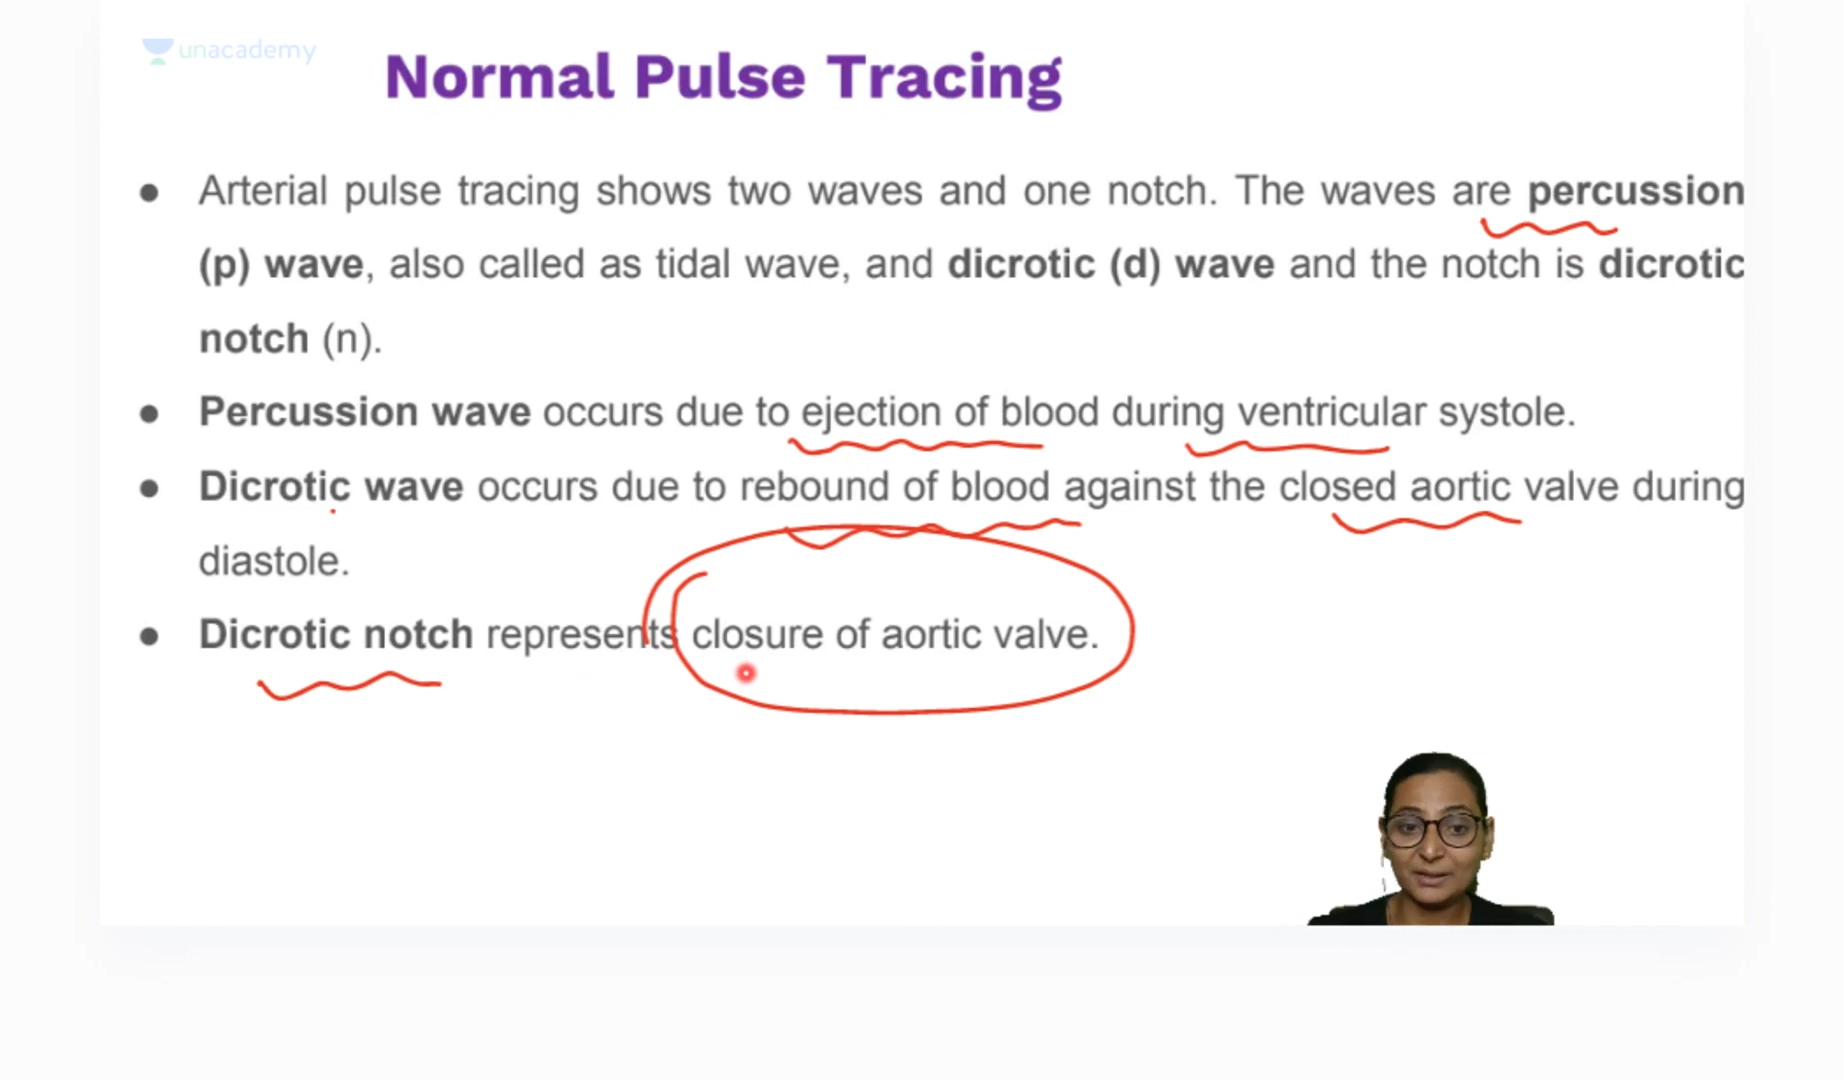 unacademy
Normal Pulse Tracing
● Arterial pulse tracing shows two waves and one notch. The waves are percussion
(p) wave, also called as tidal wave, and dicrotic (d) wave and the notch is dicrotic
notch (n).
● Percussion wave occurs due to ejection of blood during ventricular systole.
● Dicrotic wave occurs due to rebound of blood against the closed aortic valve during
diastole.
● Dicrotic notch represents closure of aortic valve.